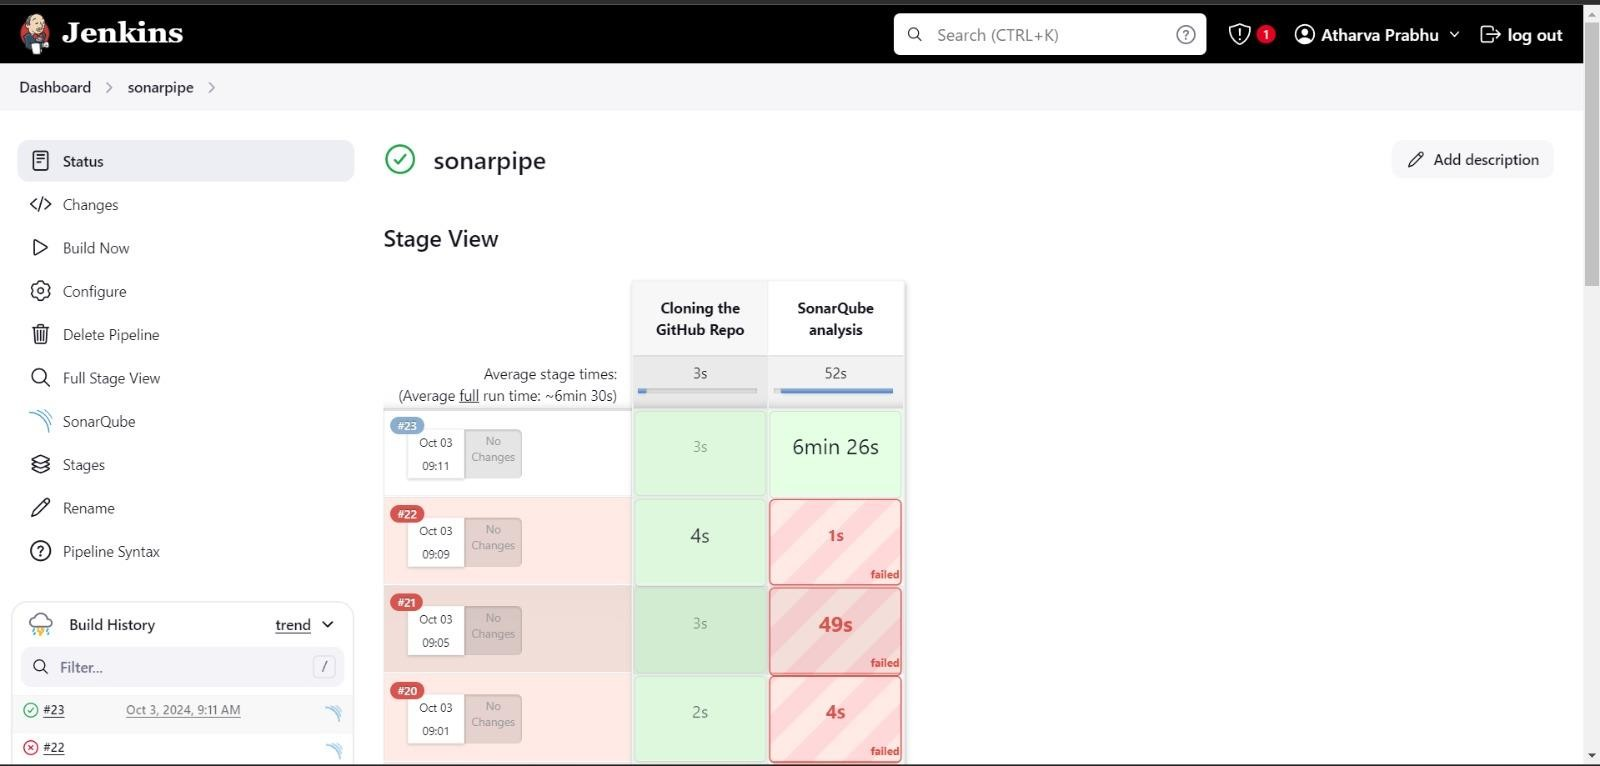 Jenkins
Search (CTRL+K)
?
1
Atharva Prabhu
log out
Dashboard
sonarpipe
Status
Changes
Build Now
Configure
Delete Pipeline
Full Stage View
SonarQube
Stages
Rename
Pipeline Syntax
Build History
trend
Filter...
/
#23
Oct 3, 2024, 9:11 AM
#22
sonarpipe
Add description
Stage View
Cloning the
GitHub Repo
SonarQube
analysis
Average stage times:
(Average full run time: ~6min 30s)
3s
52s
#23
Oct 03
09:11
No
Changes
3s
6min 26s
#22
Oct 03
09:09
No
Changes
4s
1s
failed
#21
Oct 03
09:05
No
Changes
3s
49s
failed
#20
Oct 03
09:01
No
Changes
2s
4s
failed